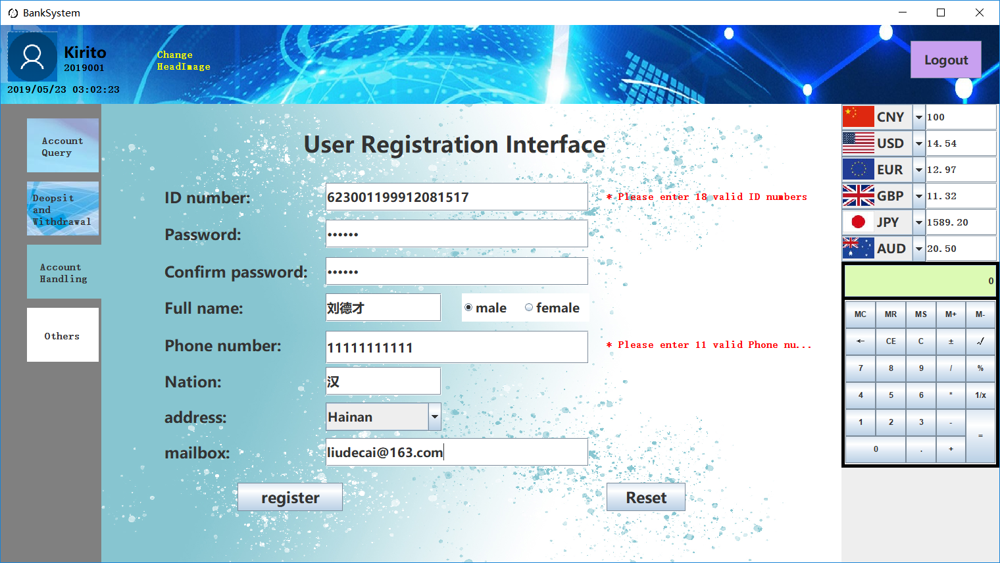 BankSystem
Kirito
2019001
2019/05/23 03:02:23
Change
HeadImage
Logout
Account
Query
Deopsit
and
Withdrawal
Account
Handling
Others
User Registration Interface
ID number:
623001199912081517
* Please enter 18 valid ID numbers
Password:
••••••
Confirm password:
••••••
Full name:
刘德才
male
female
Phone number:
11111111111
* Please enter 11 valid Phone nu...
Nation:
汉
address:
Hainan
mailbox:
liudecai@163.com
register
Reset
CNY 100
USD 14.54
EUR 12.97
GBP 11.32
JPY 1589.20
AUD 20.50
0
MC MR MS M+ M-
← CE C ± √
7 8 9 / %
4 5 6 * 1/x
1 2 3 - =
0 . +